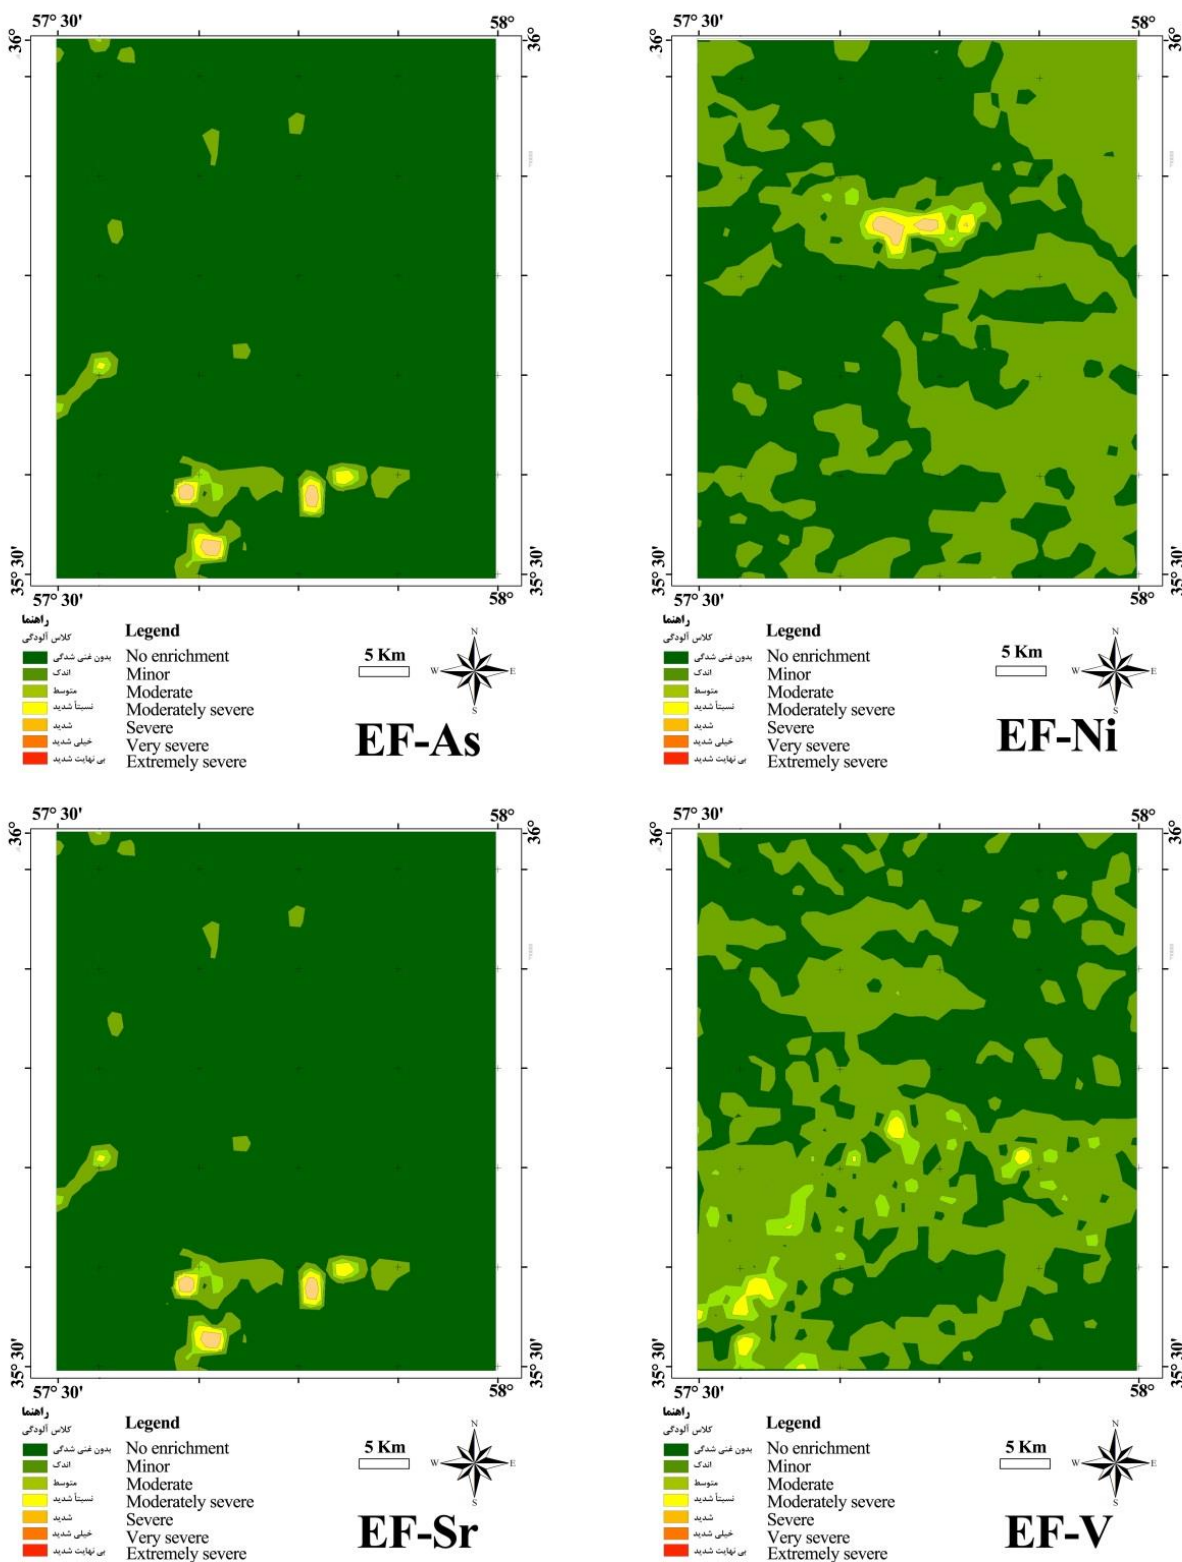 57° 30'
58°
36°
36°
35° 30'
35° 30'
57° 30'
58°
راهنما
کلاس آلودگی
Legend
بدون غنی شدگی No enrichment
اندک Minor
متوسط Moderate
نسبتاً شدید Moderately severe
شدید Severe
خیلی شدید Very severe
بی نهایت شدید Extremely severe
5 Km
N
W
E
S
EF-As
57° 30'
58°
36°
36°
35° 30'
35° 30'
57° 30'
58°
راهنما
کلاس آلودگی
Legend
بدون غنی شدگی No enrichment
اندک Minor
متوسط Moderate
نسبتاً شدید Moderately severe
شدید Severe
خیلی شدید Very severe
بی نهایت شدید Extremely severe
5 Km
N
W
E
S
EF-Ni
57° 30'
58°
36°
36°
35° 30'
35° 30'
57° 30'
58°
راهنما
کلاس آلودگی
Legend
بدون غنی شدگی No enrichment
اندک Minor
متوسط Moderate
نسبتاً شدید Moderately severe
شدید Severe
خیلی شدید Very severe
بی نهایت شدید Extremely severe
5 Km
N
W
E
S
EF-Sr
57° 30'
58°
36°
36°
35° 30'
35° 30'
57° 30'
58°
راهنما
کلاس آلودگی
Legend
بدون غنی شدگی No enrichment
اندک Minor
متوسط Moderate
نسبتاً شدید Moderately severe
شدید Severe
خیلی شدید Very severe
بی نهایت شدید Extremely severe
5 Km
N
W
E
S
EF-V